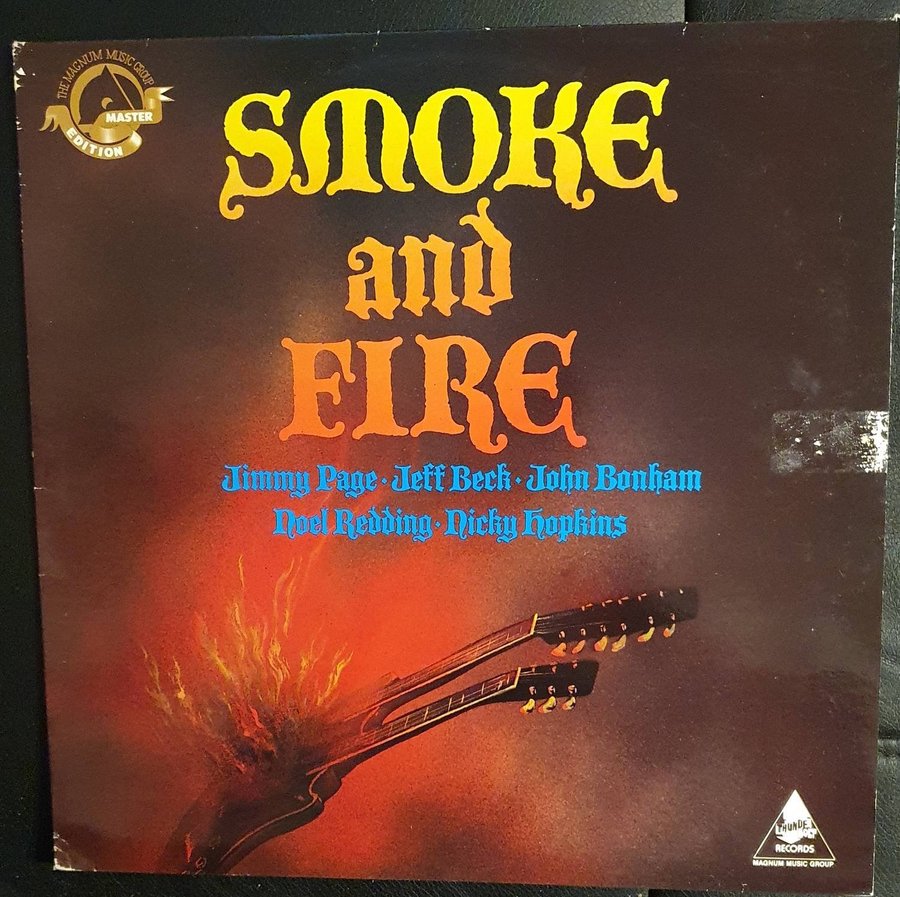 THE MAGNUM MUSIC GROUP
MASTER
EDITION
SMOKE
and
FIRE
Jimmy Page · Jeff Beck · John Bonham
Noel Redding · Nicky Hopkins
RECORDS
MAGNUM MUSIC GROUP